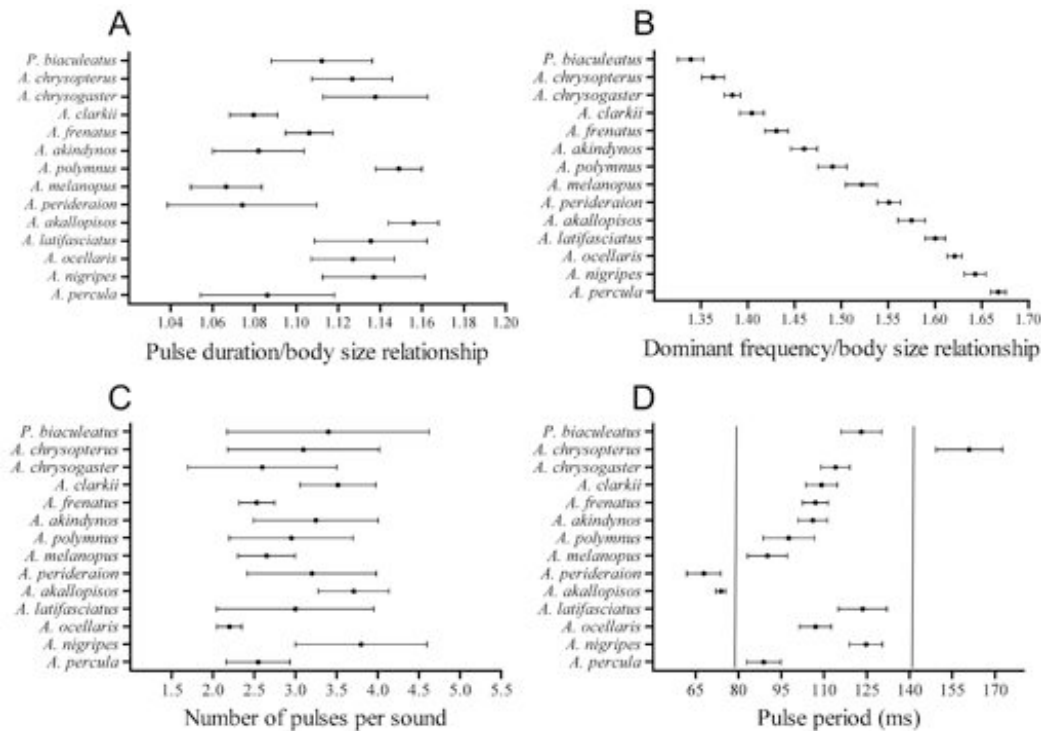 A
P. biaculeatus
A. chrysopterus
A. chrysogaster
A. clarkii
A. frenatus
A. akindynos
A. polymnus
A. melanopus
A. perideraion
A. akallopisos
A. latifasciatus
A. ocellaris
A. nigripes
A. percula
1.04 1.06 1.08 1.10 1.12 1.14 1.16 1.18 1.20
Pulse duration/body size relationship
B
P. biaculeatus
A. chrysopterus
A. chrysogaster
A. clarkii
A. frenatus
A. akindynos
A. polymnus
A. melanopus
A. perideraion
A. akallopisos
A. latifasciatus
A. ocellaris
A. nigripes
A. percula
1.35 1.40 1.45 1.50 1.55 1.60 1.65 1.70
Dominant frequency/body size relationship
C
P. biaculeatus
A. chrysopterus
A. chrysogaster
A. clarkii
A. frenatus
A. akindynos
A. polymnus
A. melanopus
A. perideraion
A. akallopisos
A. latifasciatus
A. ocellaris
A. nigripes
A. percula
1.5 2.0 2.5 3.0 3.5 4.0 4.5 5.0 5.5
Number of pulses per sound
D
P. biaculeatus
A. chrysopterus
A. chrysogaster
A. clarkii
A. frenatus
A. akindynos
A. polymnus
A. melanopus
A. perideraion
A. akallopisos
A. latifasciatus
A. ocellaris
A. nigripes
A. percula
65 80 95 110 125 140 155 170
Pulse period (ms)